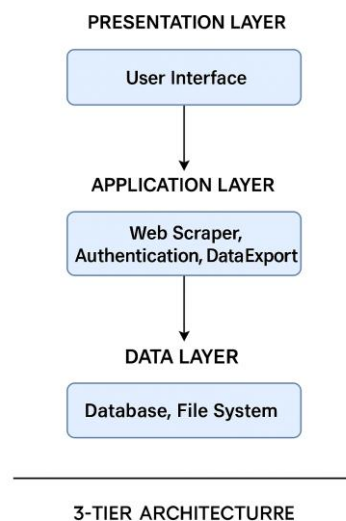 PRESENTATION LAYER
User Interface
APPLICATION LAYER
Web Scraper,
Authentication, DataExport
DATA LAYER
Database, File System
3-TIER ARCHITECTURRE